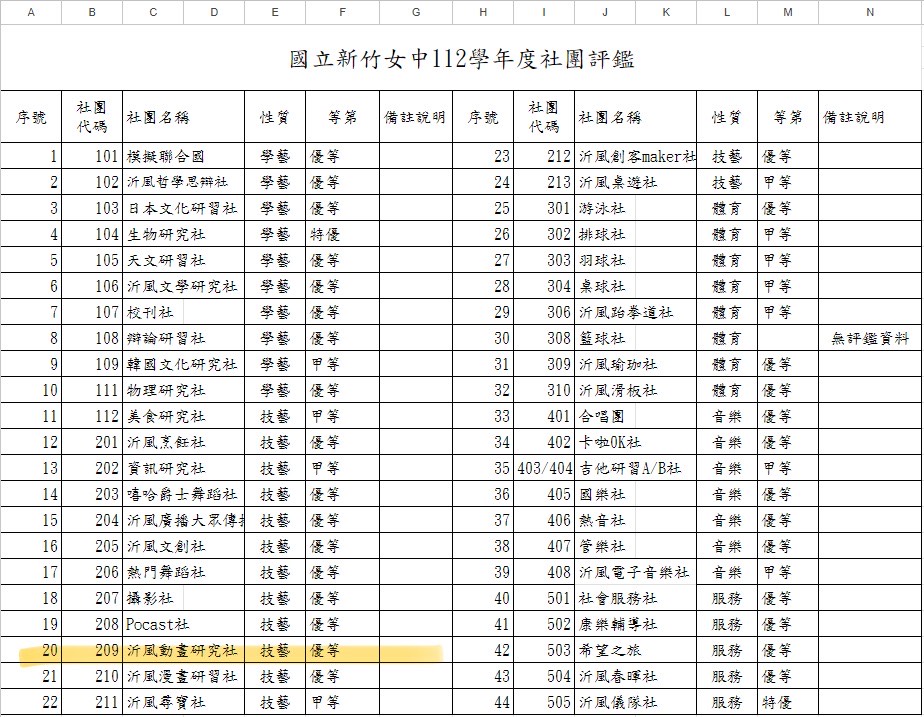 A B C D E F G H I J K L M N
國立新竹女中112學年度社團評鑑
序號 社團代碼 社團名稱 性質 等第 備註說明 序號 社團代碼 社團名稱 性質 等第 備註說明
1 101 模擬聯合國 學藝 優等 23 212 沂風創客maker社 技藝 優等
2 102 沂風哲學思辯社 學藝 優等 24 213 沂風桌遊社 技藝 甲等
3 103 日本文化研習社 學藝 優等 25 301 游泳社 體育 優等
4 104 生物研究社 學藝 特優 26 302 排球社 體育 甲等
5 105 天文研習社 學藝 優等 27 303 羽球社 體育 甲等
6 106 沂風文學研究社 學藝 優等 28 304 桌球社 體育 甲等
7 107 校刊社 學藝 優等 29 306 沂風跆拳道社 體育 甲等
8 108 辯論研習社 學藝 優等 30 308 籃球社 體育 無評鑑資料
9 109 韓國文化研究社 學藝 甲等 31 309 沂風瑜珈社 體育 優等
10 111 物理研究社 學藝 優等 32 310 沂風滑板社 體育 優等
11 112 美食研究社 技藝 甲等 33 401 合唱團 音樂 優等
12 201 沂風烹飪社 技藝 優等 34 402 卡啦OK社 音樂 優等
13 202 資訊研究社 技藝 甲等 35 403/404 吉他研習A/B社 音樂 甲等
14 203 嘻哈爵士舞蹈社 技藝 優等 36 405 國樂社 音樂 優等
15 204 沂風廣播大眾傳 技藝 優等 37 406 熱音社 音樂 優等
16 205 沂風文創社 技藝 優等 38 407 管樂社 音樂 優等
17 206 熱門舞蹈社 技藝 優等 39 408 沂風電子音樂社 音樂 甲等
18 207 攝影社 技藝 優等 40 501 社會服務社 服務 優等
19 208 Pocast社 技藝 優等 41 502 康樂輔導社 服務 優等
20 209 沂風動畫研究社 技藝 優等 42 503 希望之旅 服務 優等
21 210 沂風漫畫研習社 技藝 優等 43 504 沂風春暉社 服務 優等
22 211 沂風尋寶社 技藝 甲等 44 505 沂風儀隊社 服務 特優